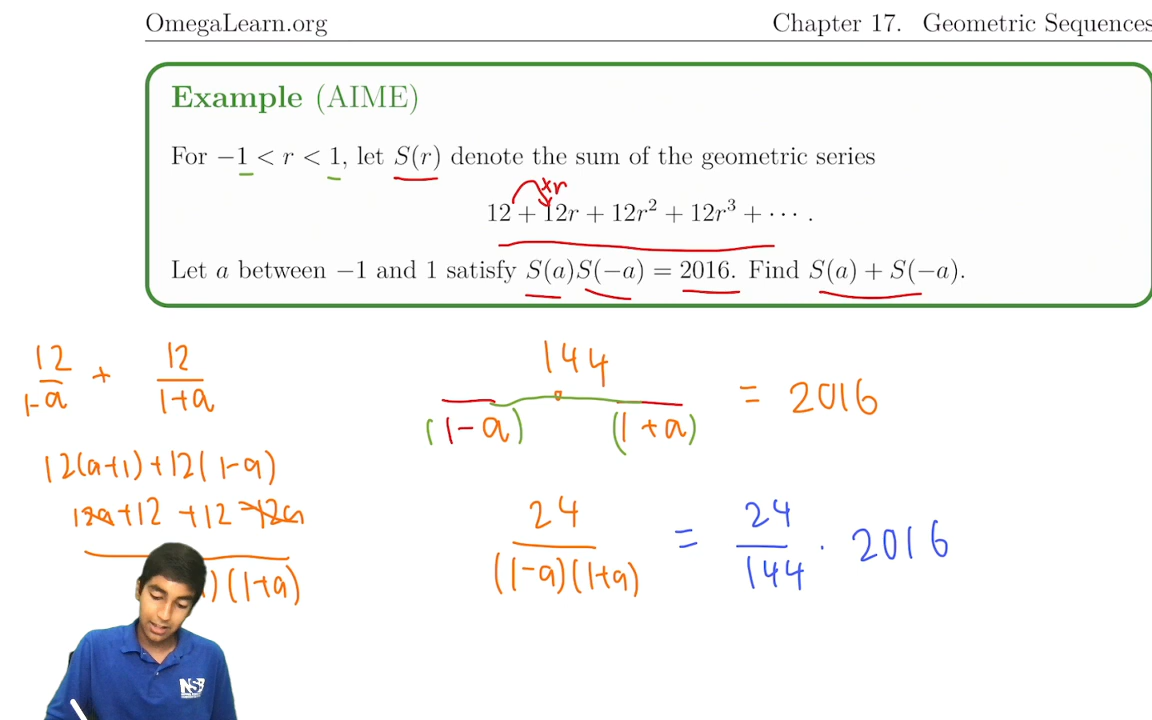 OmegaLearn.org Chapter 17. Geometric Sequences
Example (AIME)
For −1 < r < 1, let S(r) denote the sum of the geometric series
×r
12 + 12r + 12r² + 12r³ + ··· .
Let a between −1 and 1 satisfy S(a)S(−a) = 2016. Find S(a) + S(−a).
12/1-a + 12/1+a
12(a+1)+12(1-a)
12a+12 +12-12a
)(1+a)
144
(1-a) (1+a) = 2016
24/(1-a)(1+a) = 24/144 · 2016
NSB